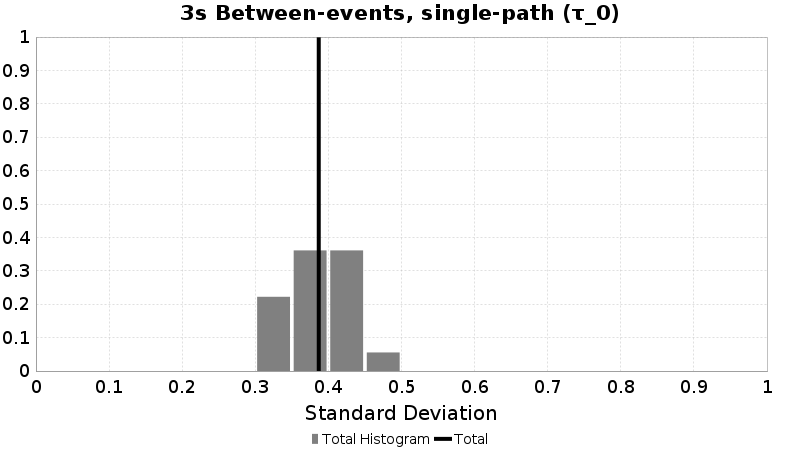 3s Between-events, single-path (τ_0)
1
0.9
0.8
0.7
0.6
0.5
0.4
0.3
0.2
0.1
0
0 0.1 0.2 0.3 0.4 0.5 0.6 0.7 0.8 0.9 1
Standard Deviation
Total Histogram Total